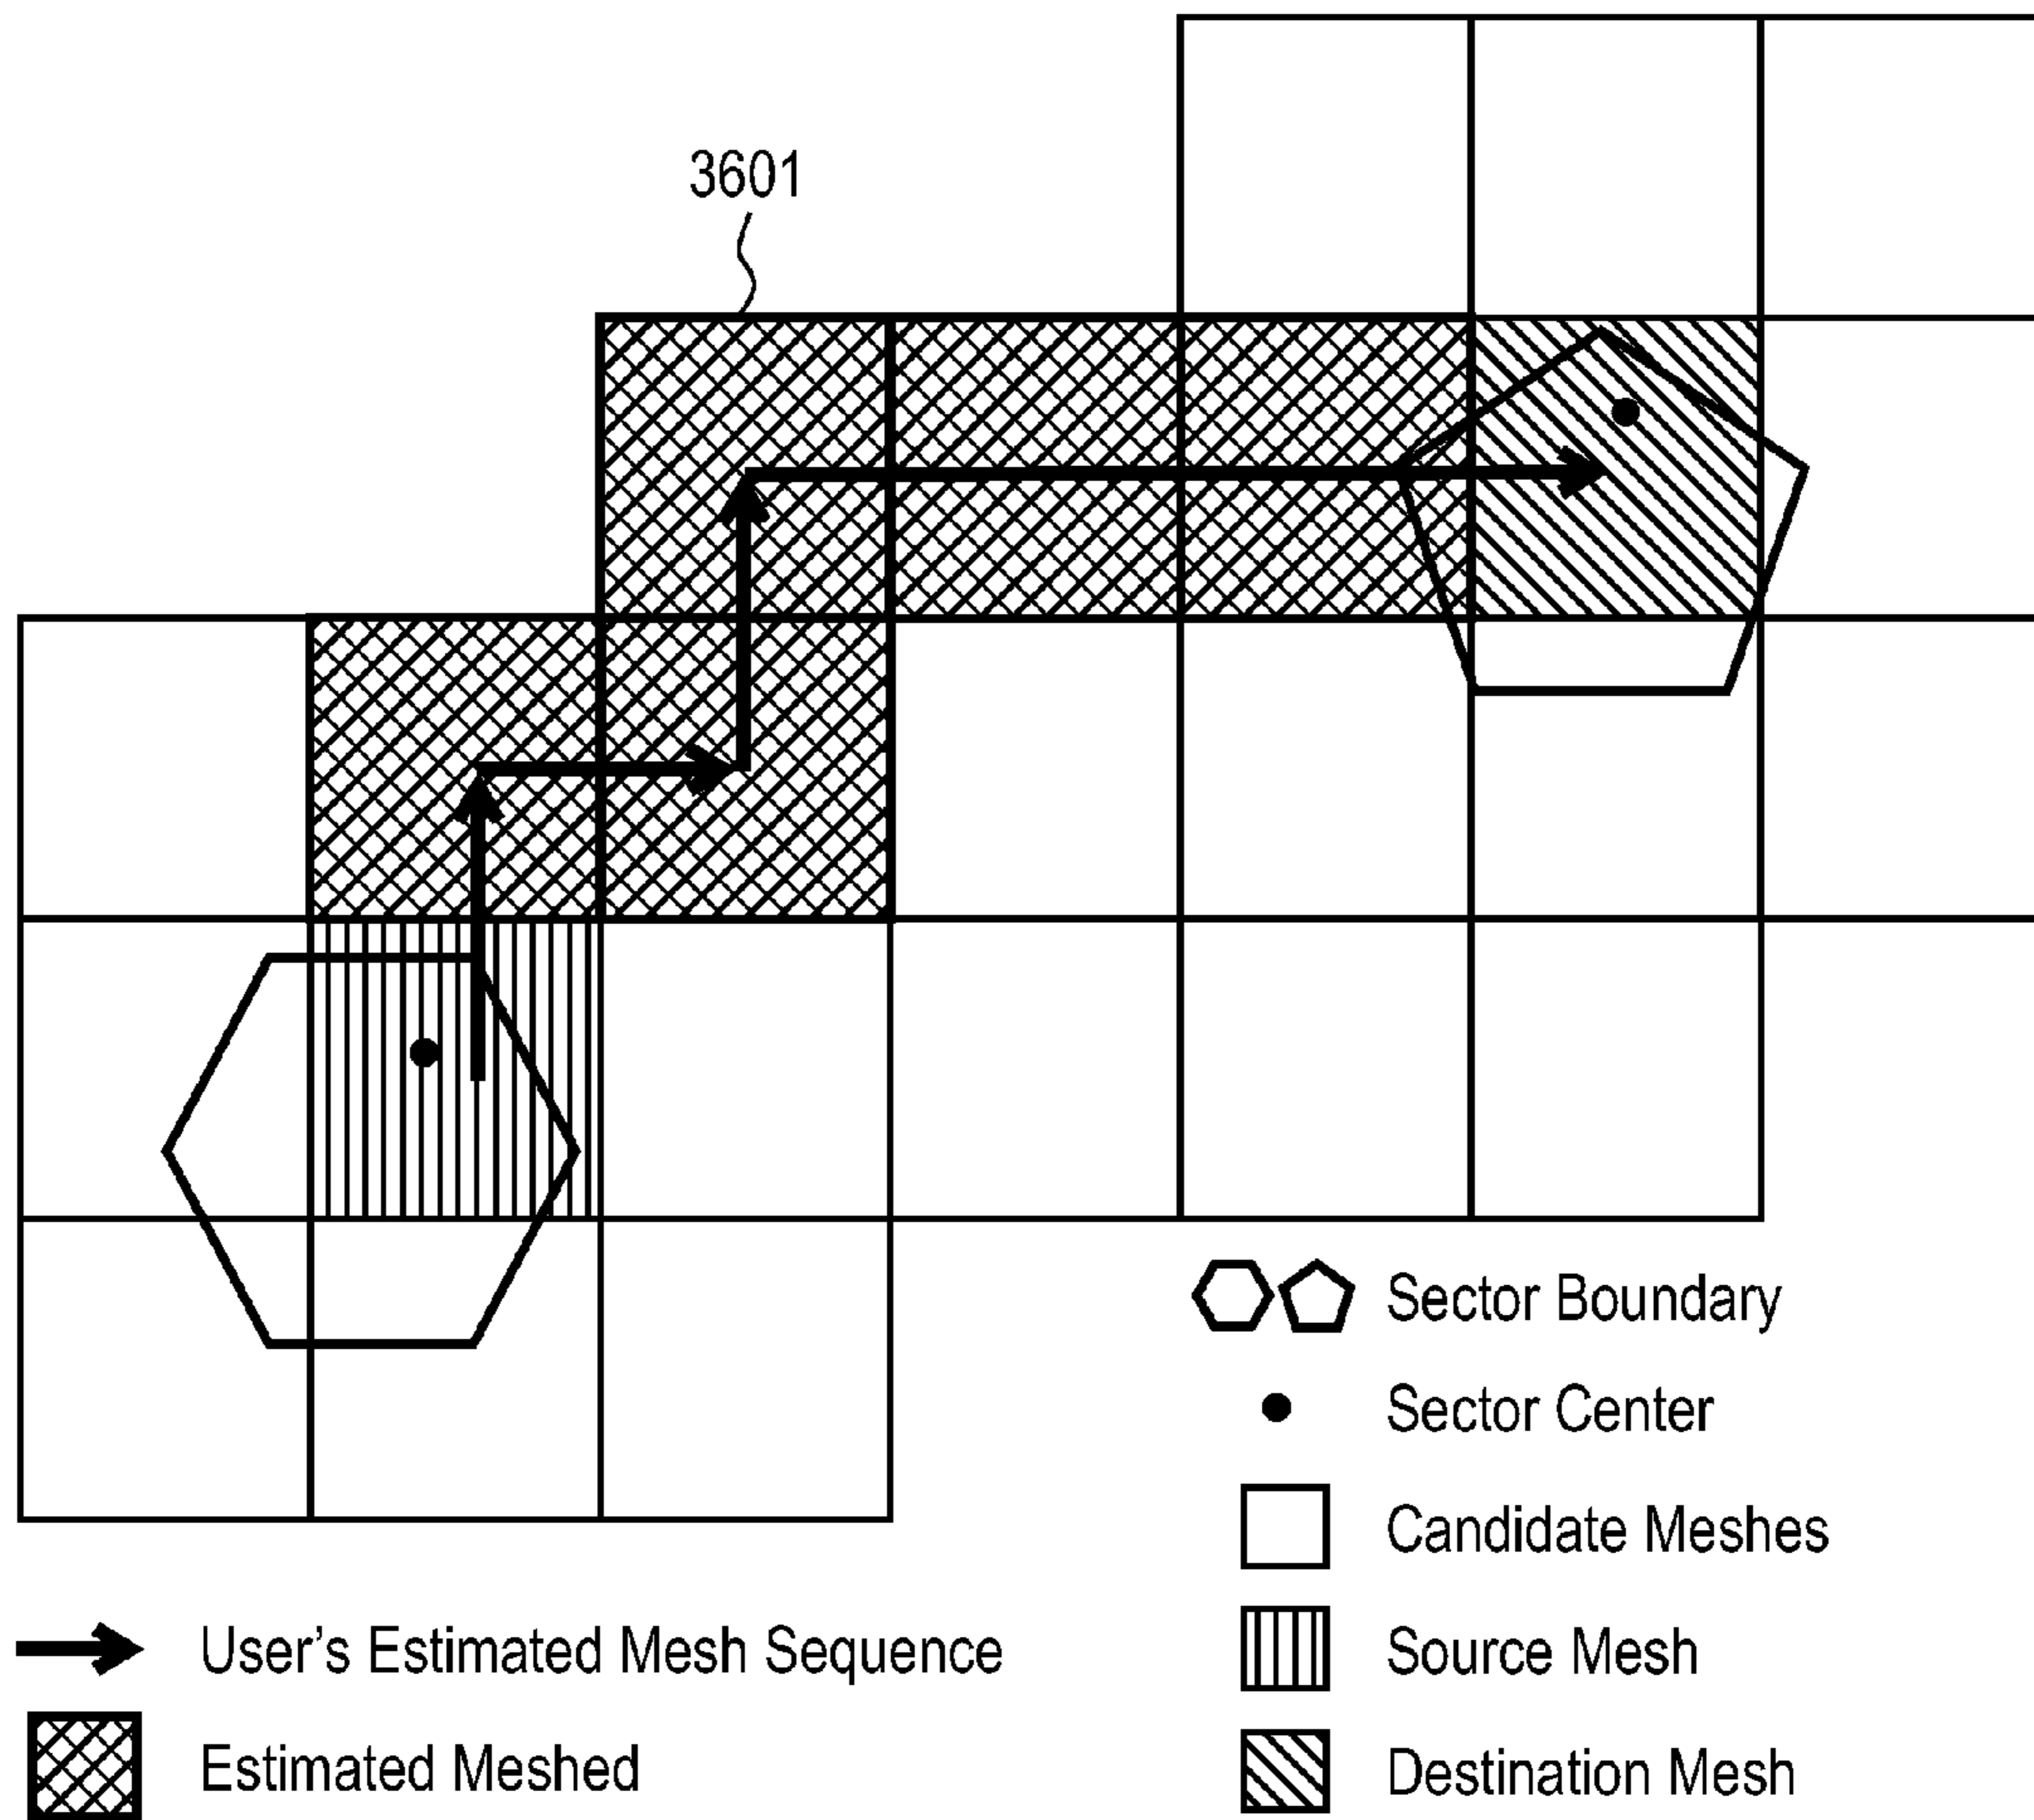 3601
Sector Boundary
Sector Center
Candidate Meshes
User's Estimated Mesh Sequence
Source Mesh
Estimated Meshed
Destination Mesh